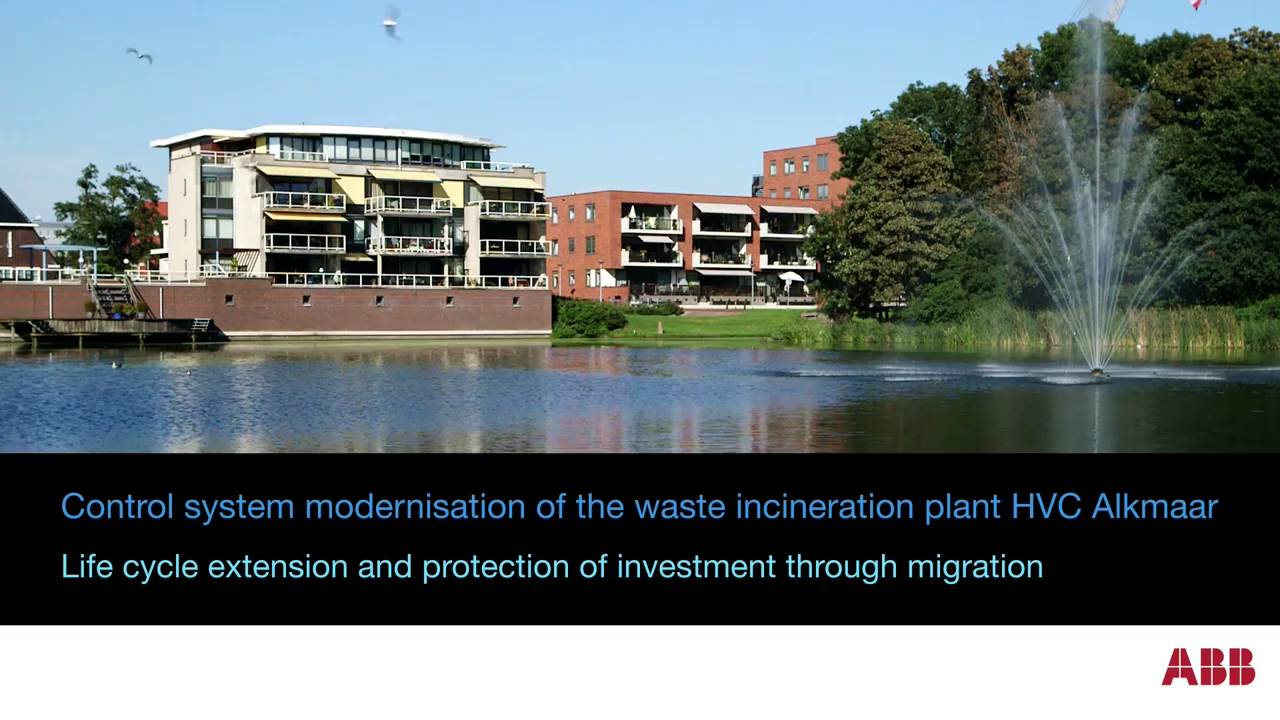 Control system modernisation of the waste incineration plant HVC Alkmaar
Life cycle extension and protection of investment through migration
ABB